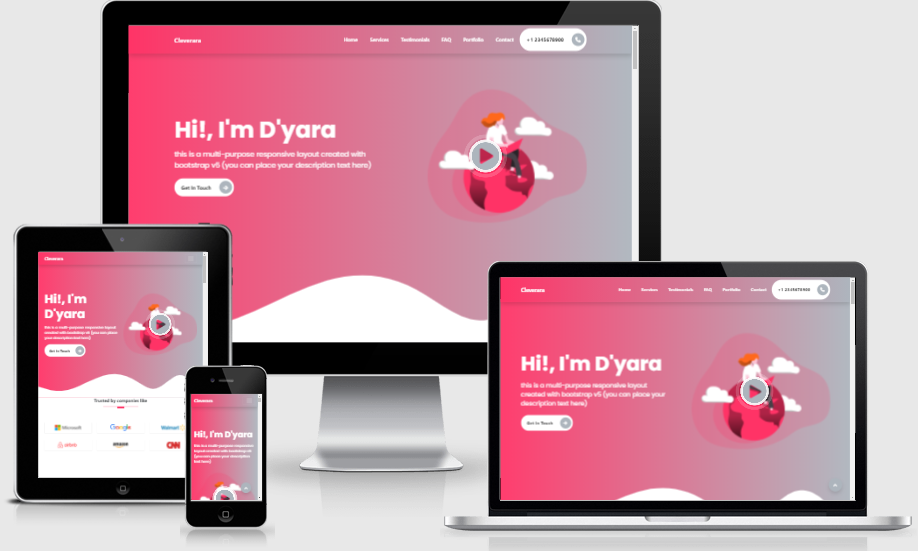 Cleverara
Home Services Testimonials FAQ Portfolio Contact
+1 2345678900
Hi!, I'm D'yara
this is a multi-purpose responsive layout created with
bootstrap v5 (you can place your description text here)
Get In Touch
Cleverara
Hi!, I'm
D'yara
this is a multi-purpose responsive layout
created with bootstrap v5 (you can place
your description text here)
Get In Touch
Trusted by companies like
Microsoft
Google
Walmart
airbnb
amazon
CNN
Cleverara
Hi!, I'm D'yara
this is a multi-purpose responsive
layout created with bootstrap v5
(you can place your description text
here)
Cleverara
Home Services Testimonials FAQ Portfolio Contact
+1 2345678900
Hi!, I'm D'yara
this is a multi-purpose responsive layout
created with bootstrap v5 (you can place your
description text here)
Get In Touch